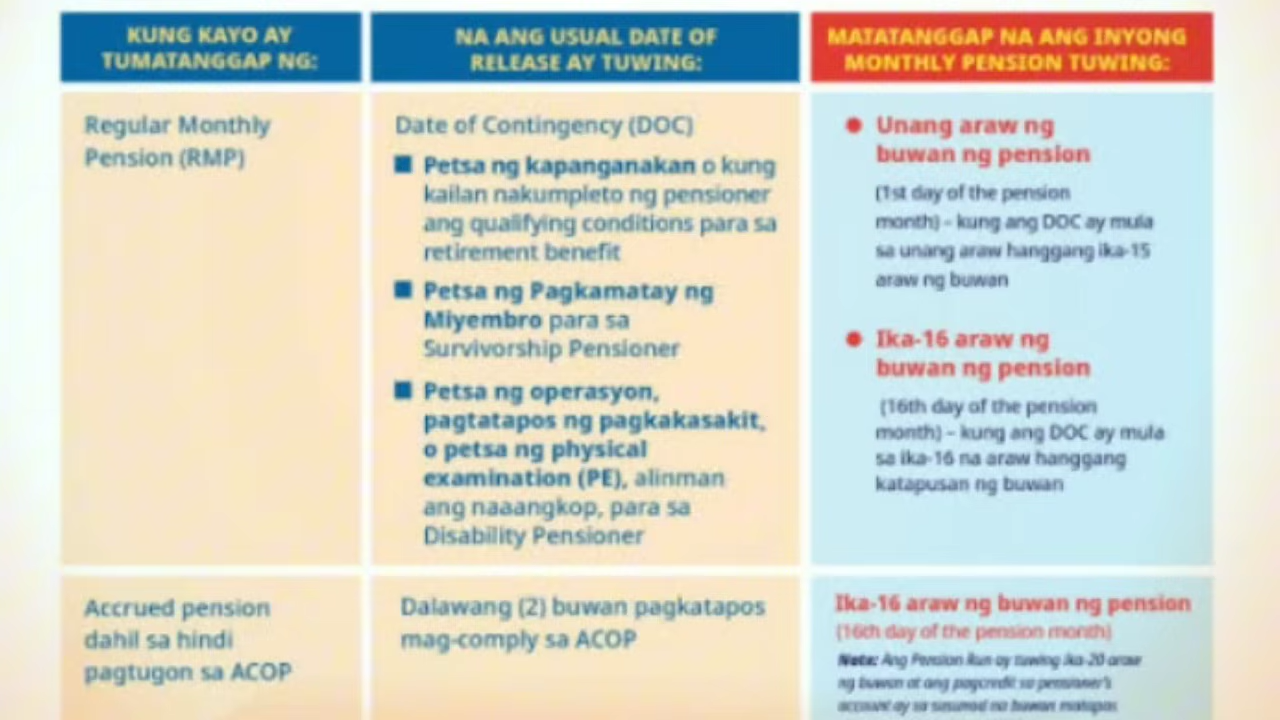 KUNG KAYO AY
TUMATANGGAP NG:
NA ANG USUAL DATE OF
RELEASE AY TUWING:
MATATANGGAP NA ANG INYONG
MONTHLY PENSION TUWING:
Regular Monthly
Pension (RMP)
Date of Contingency (DOC)
Petsa ng kapanganakan o kung
kailan nakumpleto ng pensioner
ang qualifying conditions para sa
retirement benefit
Petsa ng Pagkamatay ng
Miyembro para sa
Survivorship Pensioner
Petsa ng operasyon,
pagtatapos ng pagkakasakit,
o petsa ng physical
examination (PE), alinman
ang naaangkop, para sa
Disability Pensioner
Unang araw ng
buwan ng pension
(1st day of the pension
month) – kung ang DOC ay mula
sa unang araw hanggang ika-15
araw ng buwan
Ika-16 araw ng
buwan ng pension
(16th day of the pension
month) – kung ang DOC ay mula
sa ika-16 na araw hanggang
katapusan ng buwan
Accrued pension
dahil sa hindi
pagtugon sa ACOP
Dalawang (2) buwan pagkatapos
mag-comply sa ACOP
Ika-16 araw ng buwan ng pension
(16th day of the pension month)
Note: Ang Pension Run ay tuwing ika-20 araw
ng buwan at ang pagcredit sa pensioner's
account ay sa susunod na buwan matapos